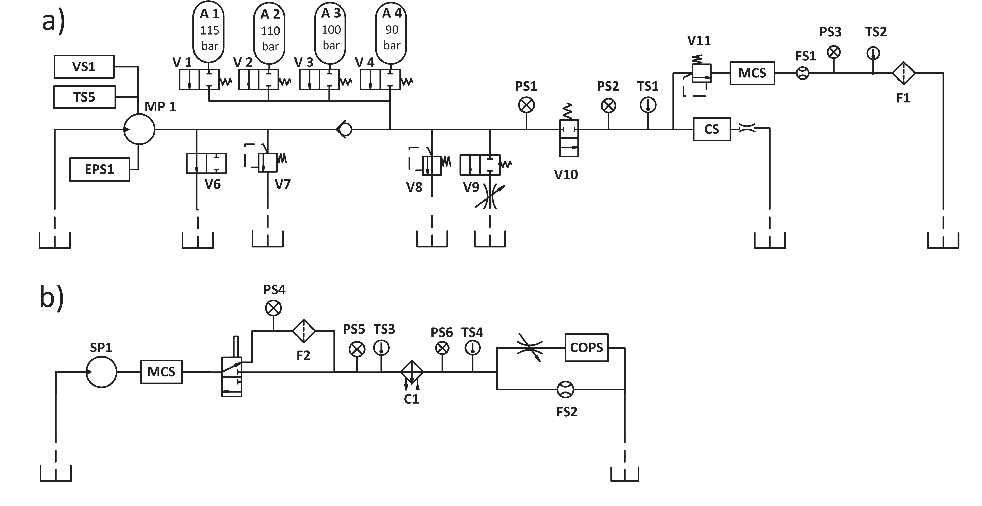 a)
A 1
115
bar
A 2
110
bar
A 3
100
bar
A 4
90
bar
V 1
V 2
V 3
V 4
VS1
TS5
MP 1
EPS1
V6
V7
V8
V9
PS1
V10
PS2
TS1
V11
MCS
FS1
PS3
TS2
F1
CS
b)
SP1
MCS
PS4
F2
PS5
TS3
C1
PS6
TS4
COPS
FS2